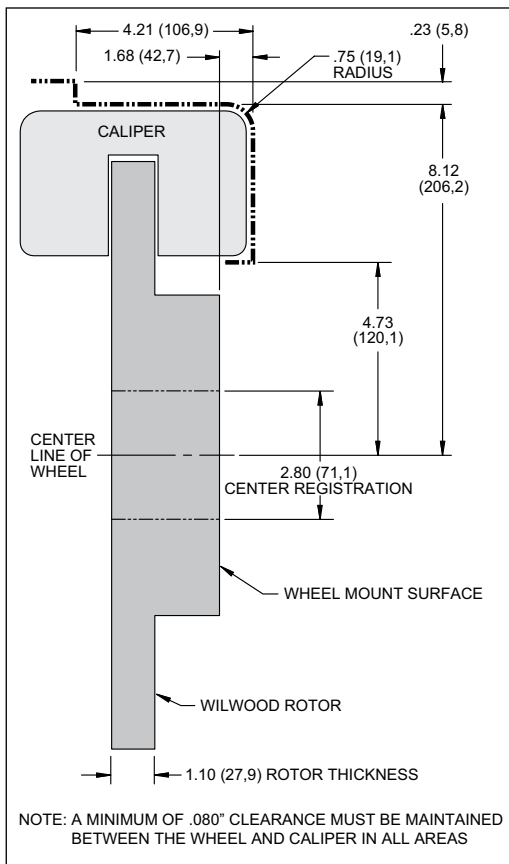 4.21 (106,9)
.23 (5,8)
1.68 (42,7)
.75 (19,1)
RADIUS
CALIPER
8.12
(206,2)
4.73
(120,1)
CENTER
LINE OF
WHEEL
2.80 (71,1)
CENTER REGISTRATION
WHEEL MOUNT SURFACE
WILWOOD ROTOR
1.10 (27,9) ROTOR THICKNESS
NOTE: A MINIMUM OF .080" CLEARANCE MUST BE MAINTAINED
BETWEEN THE WHEEL AND CALIPER IN ALL AREAS